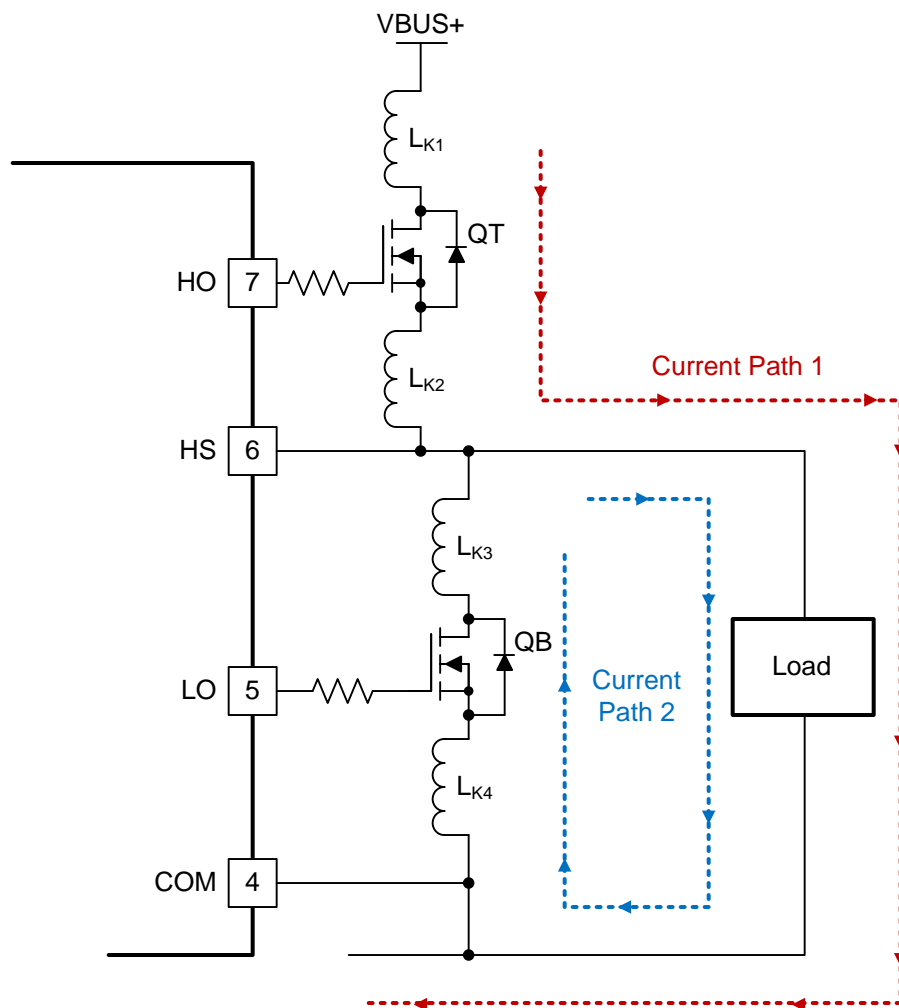 VBUS+
LK1
QT
HO 7
Current Path 1
LK2
HS 6
LK3
QB
Load
LO 5
Current
Path 2
LK4
COM 4